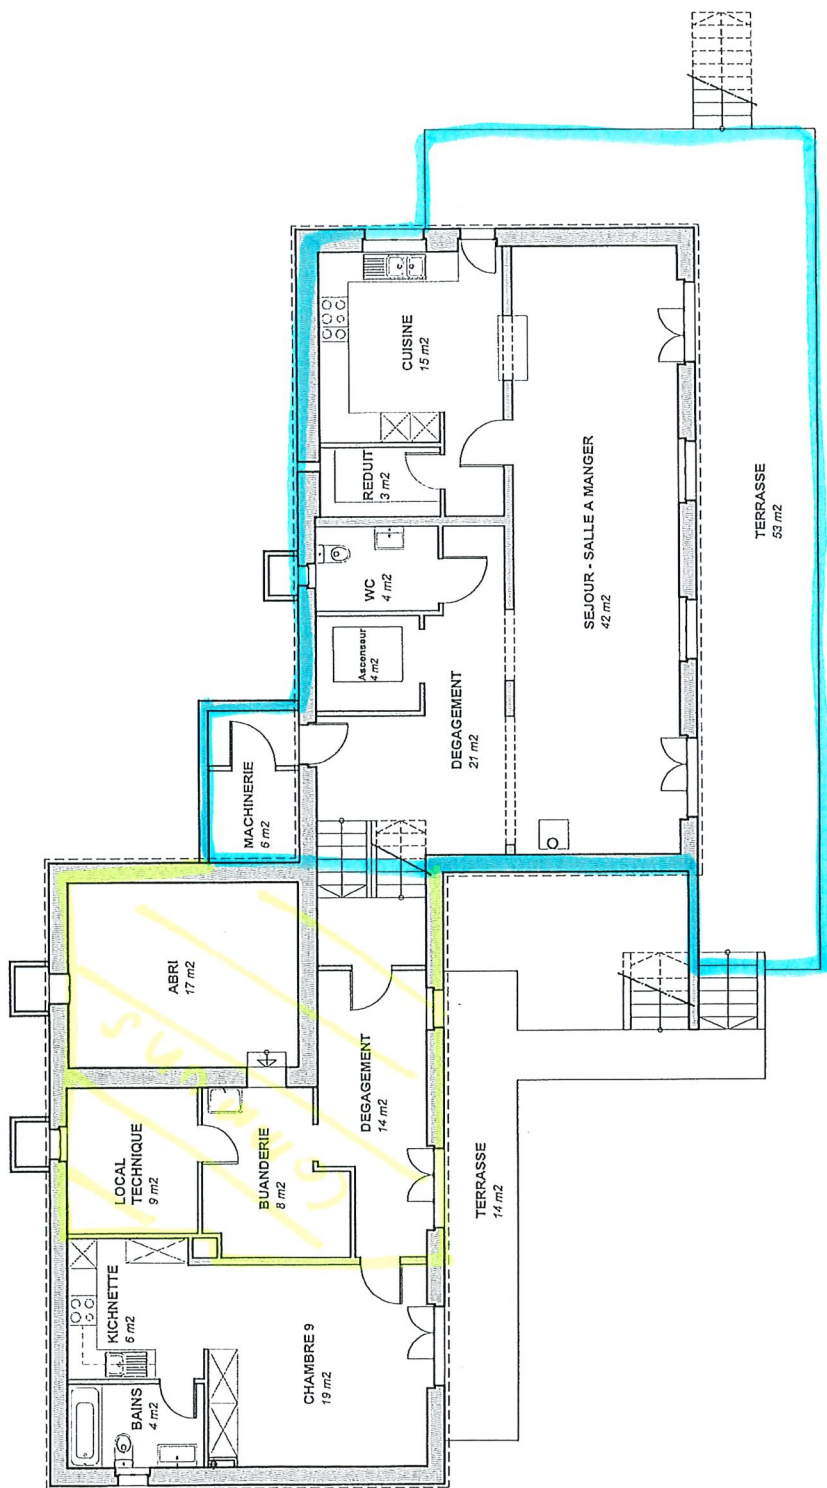 CUISINE
15 m2
REDUIT
3 m2
WC
4 m2
Ascenseur
4 m2
DEGAGEMENT
21 m2
SEJOUR - SALLE A MANGER
42 m2
TERRASSE
53 m2
MACHINERIE
6 m2
ABRI
17 m2
communs
DEGAGEMENT
14 m2
LOCAL
TECHNIQUE
9 m2
BUANDERIE
8 m2
TERRASSE
14 m2
KICHNETTE
6 m2
BAINS
4 m2
CHAMBRE 9
19 m2